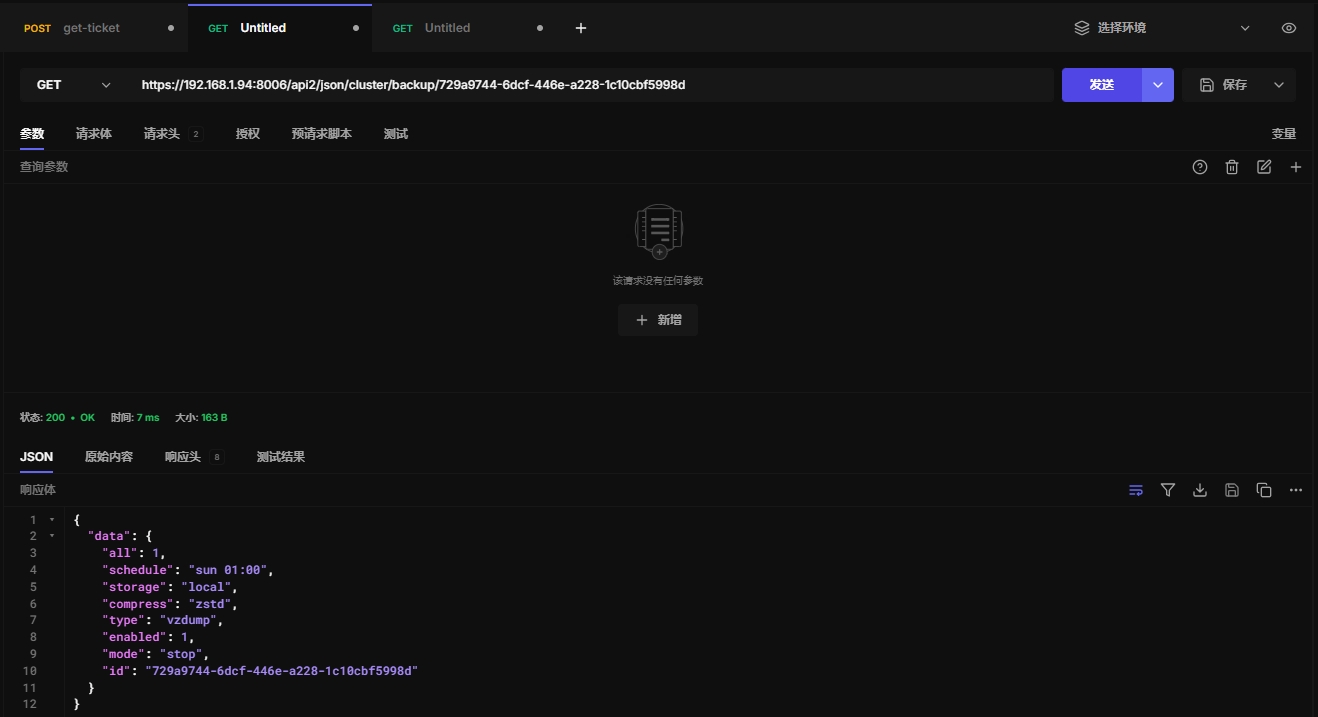 POST get-ticket GET Untitled GET Untitled 选择环境
GET https://192.168.1.94:8006/api2/json/cluster/backup/729a9744-6dcf-446e-a228-1c10cbf5998d 发送 保存
参数 请求体 请求头 2 授权 预请求脚本 测试 变量
查询参数
该请求没有任何参数
新增
状态: 200 • OK 时间: 7 ms 大小: 163 B
JSON 原始内容 响应头 8 测试结果
响应体
1 {
2 "data": {
3 "all": 1,
4 "schedule": "sun 01:00",
5 "storage": "local",
6 "compress": "zstd",
7 "type": "vzdump",
8 "enabled": 1,
9 "mode": "stop",
10 "id": "729a9744-6dcf-446e-a228-1c10cbf5998d"
11 }
12 }